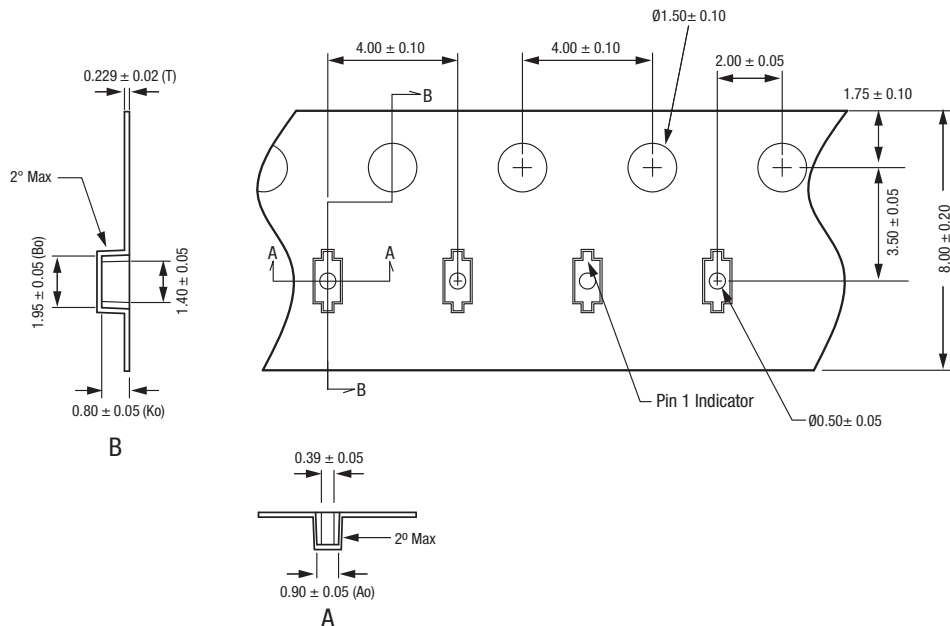 Ø1.50± 0.10
4.00 ± 0.10
4.00 ± 0.10
2.00 ± 0.05
0.229 ± 0.02 (T)
B
1.75 ± 0.10
2° Max
3.50 ± 0.05
8.00 ± 0.20
A
A
1.95 ± 0.05 (Bo)
1.40 ± 0.05
B
Pin 1 Indicator
0.80 ± 0.05 (Ko)
Ø0.50± 0.05
B
0.39 ± 0.05
2º Max
0.90 ± 0.05 (Ao)
A